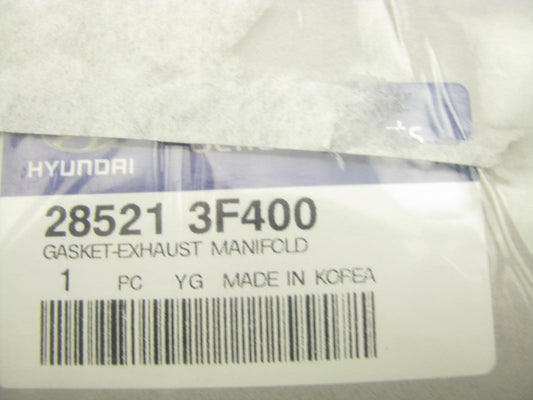 HYUNDAI
28521 3F400
GASKET-EXHAUST MANIFOLD
1 PC YG MADE IN KOREA